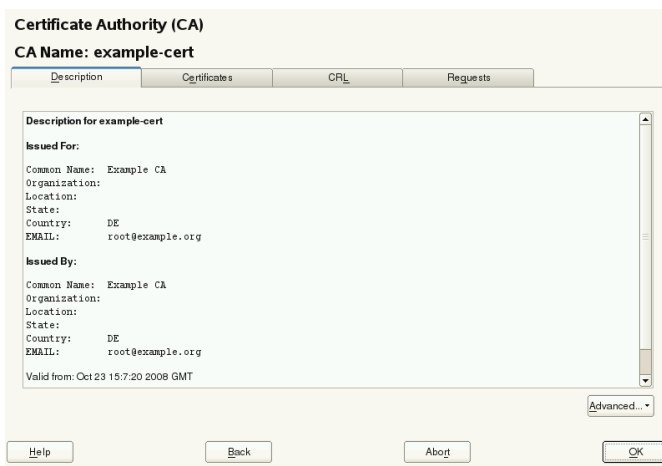 Certificate Authority (CA)
CA Name: example-cert
Description Certificates CRL Requests
Description for example-cert
Issued For:
Common Name: Example CA
Organization:
Location:
State:
Country: DE
EMAIL: root@example.org
Issued By:
Common Name: Example CA
Organization:
Location:
State:
Country: DE
EMAIL: root@example.org
Valid from: Oct 23 15:7:20 2008 GMT
Advanced...
Help Back Abort OK